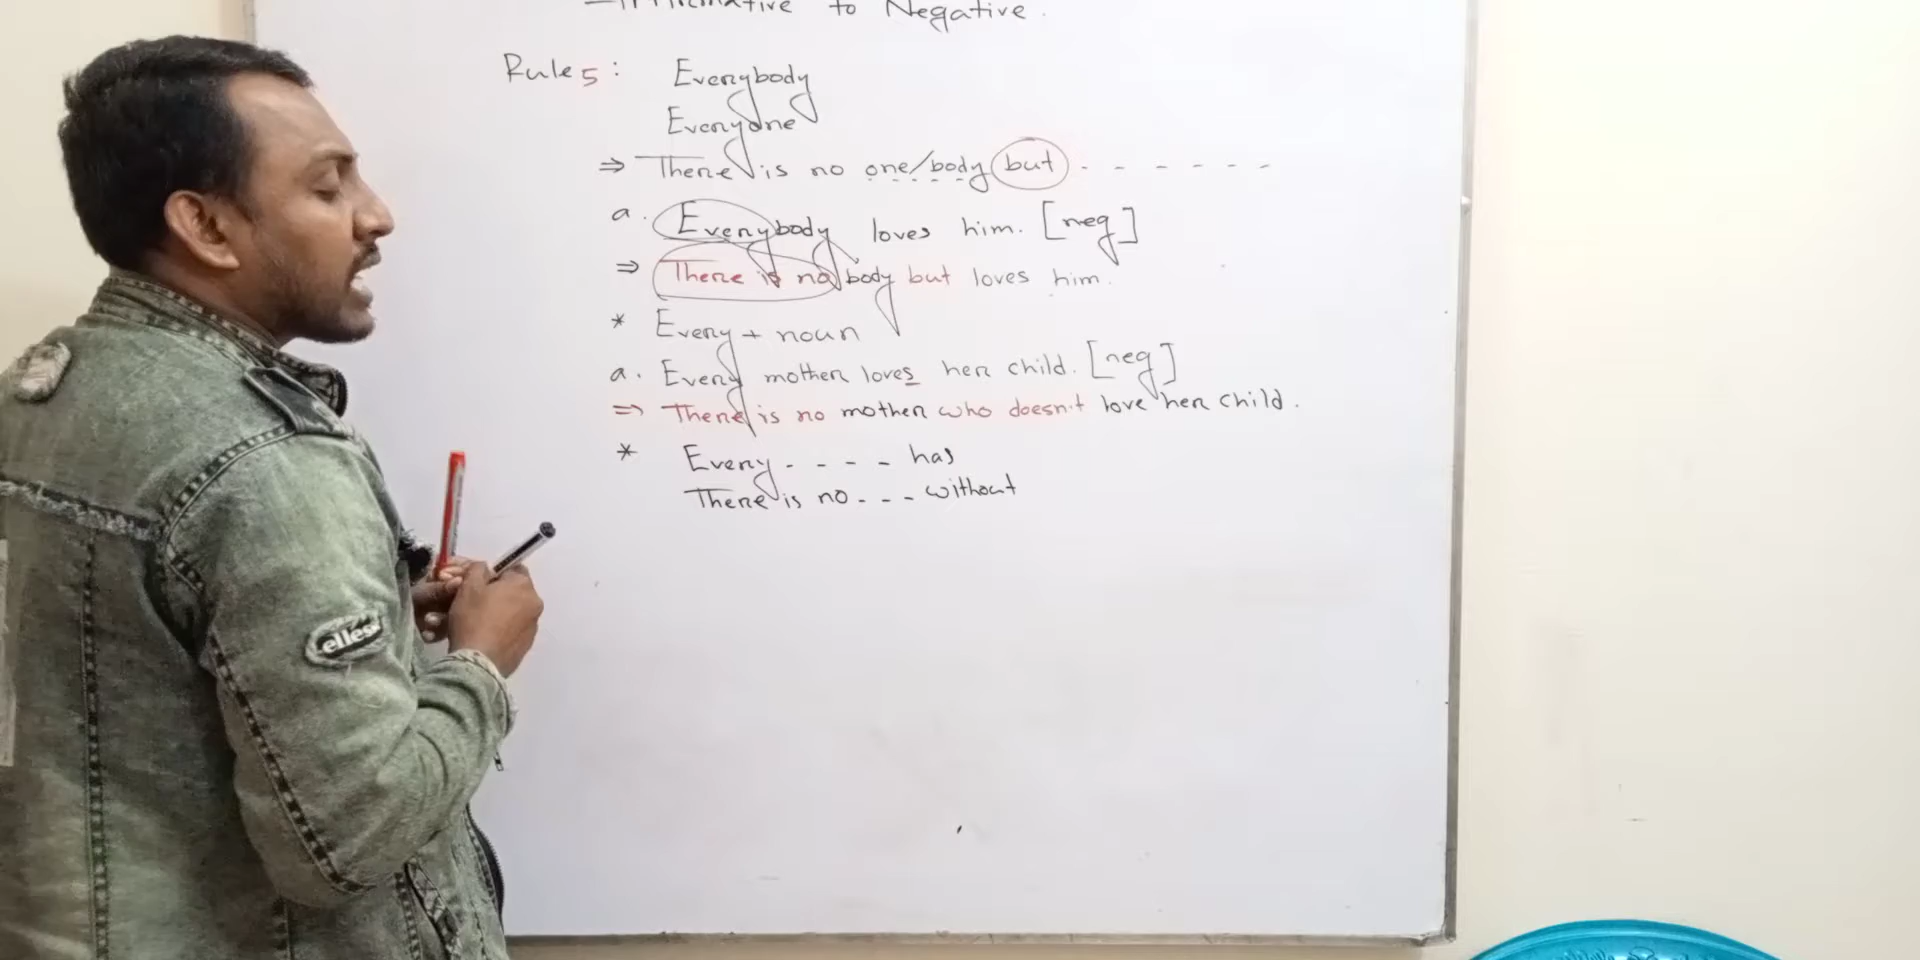 Affirmative to Negative.
Rule 5: Everybody
Everyone
⇒ There is no one/body but - - - - - -
a. Everybody loves him. [neg]
⇒ There is nobody but loves him.
* Every + noun
a. Every mother loves her child. [neg]
⇒ There is no mother who doesn't love her child.
* Every - - - - has
There is no - - - without
ellesse